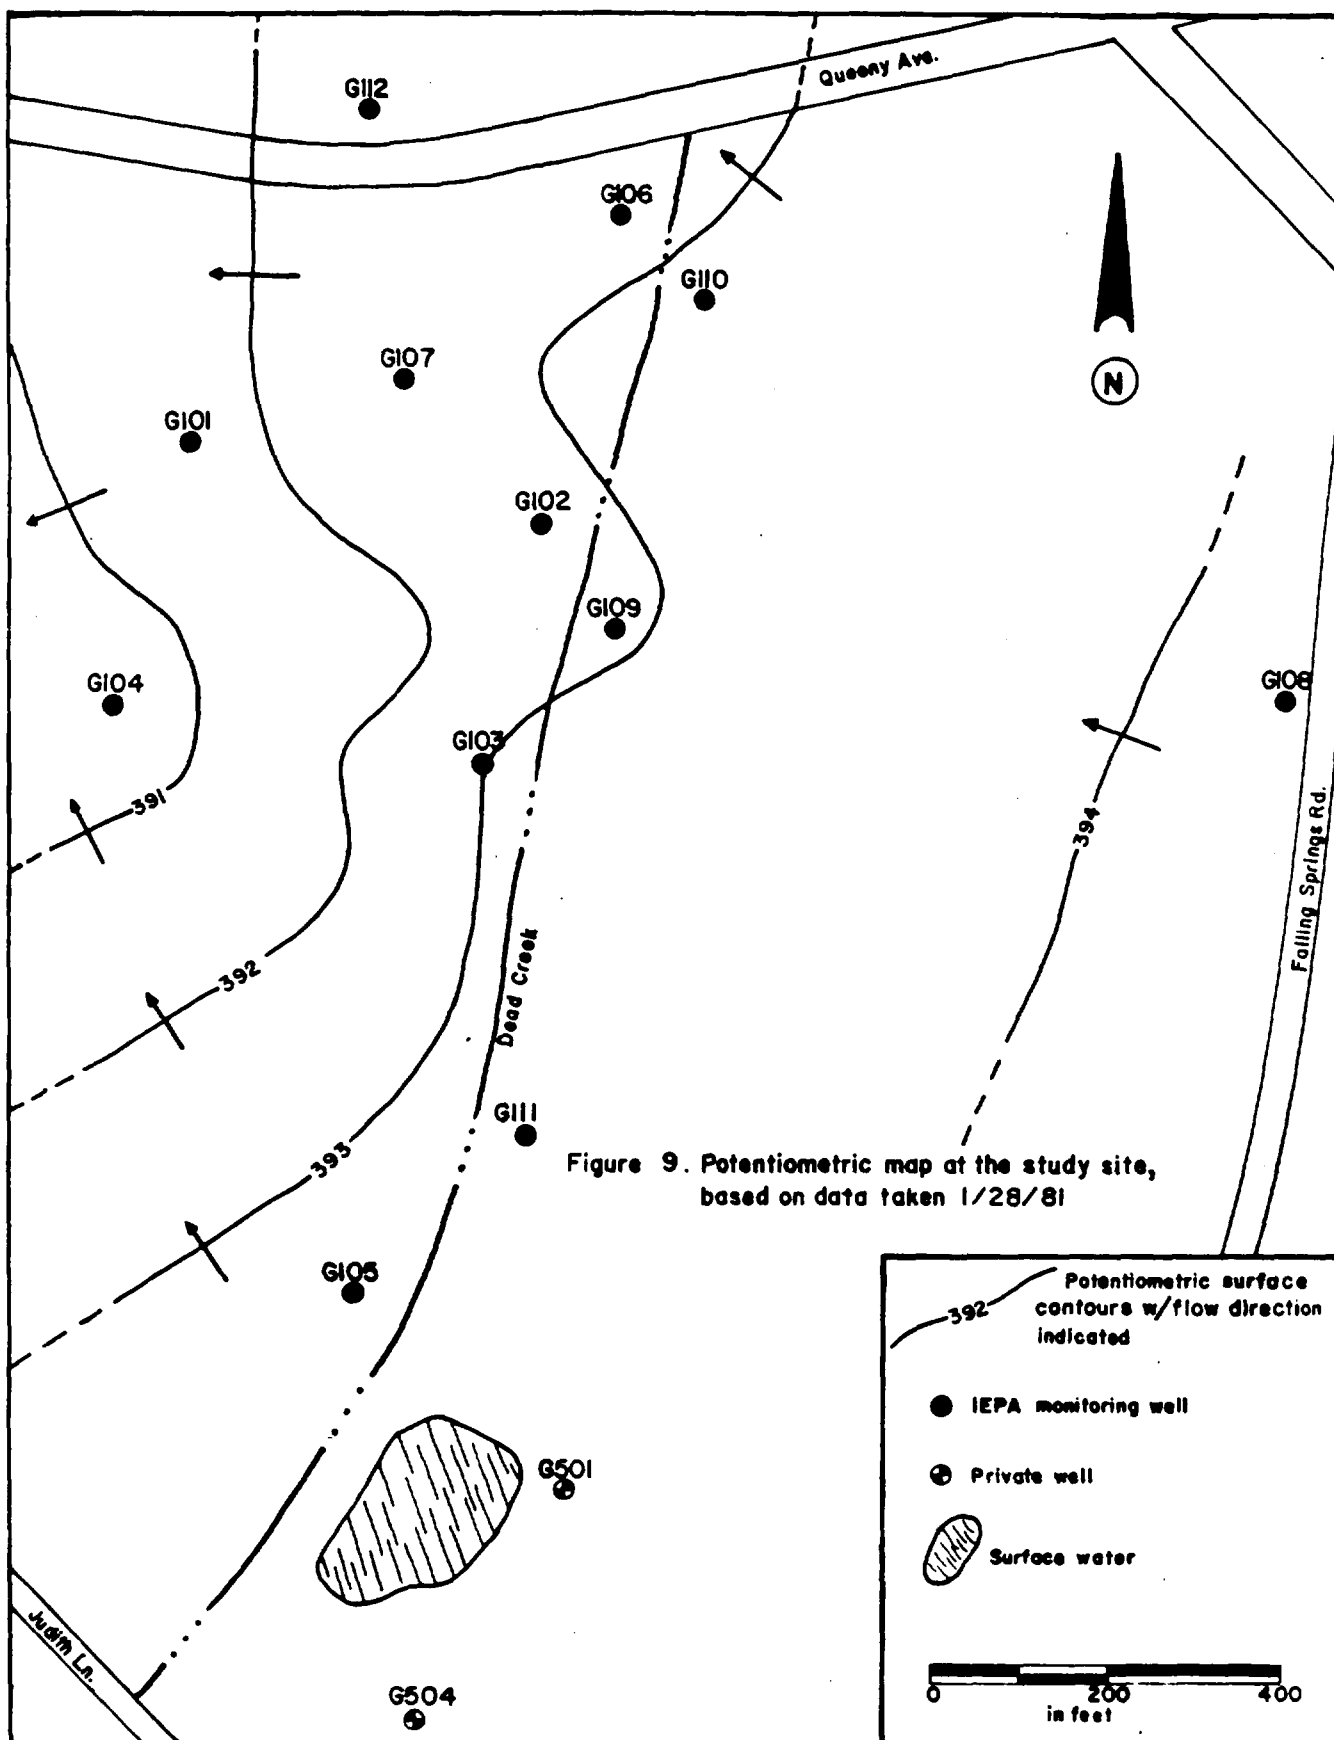 Queeny Ave.
G112
G106
G110
N
G107
G101
G102
G109
G104
G108
G103
391
394
Falling Springs Rd.
392
Dead Creek
G111
393
Figure 9. Potentiometric map at the study site,
based on data taken 1/28/81
G105
392
Potentiometric surface
contours w/flow direction
indicated
IEPA monitoring well
G501
Private well
Surface water
Judith Ln.
G504
0 200 400
in feet